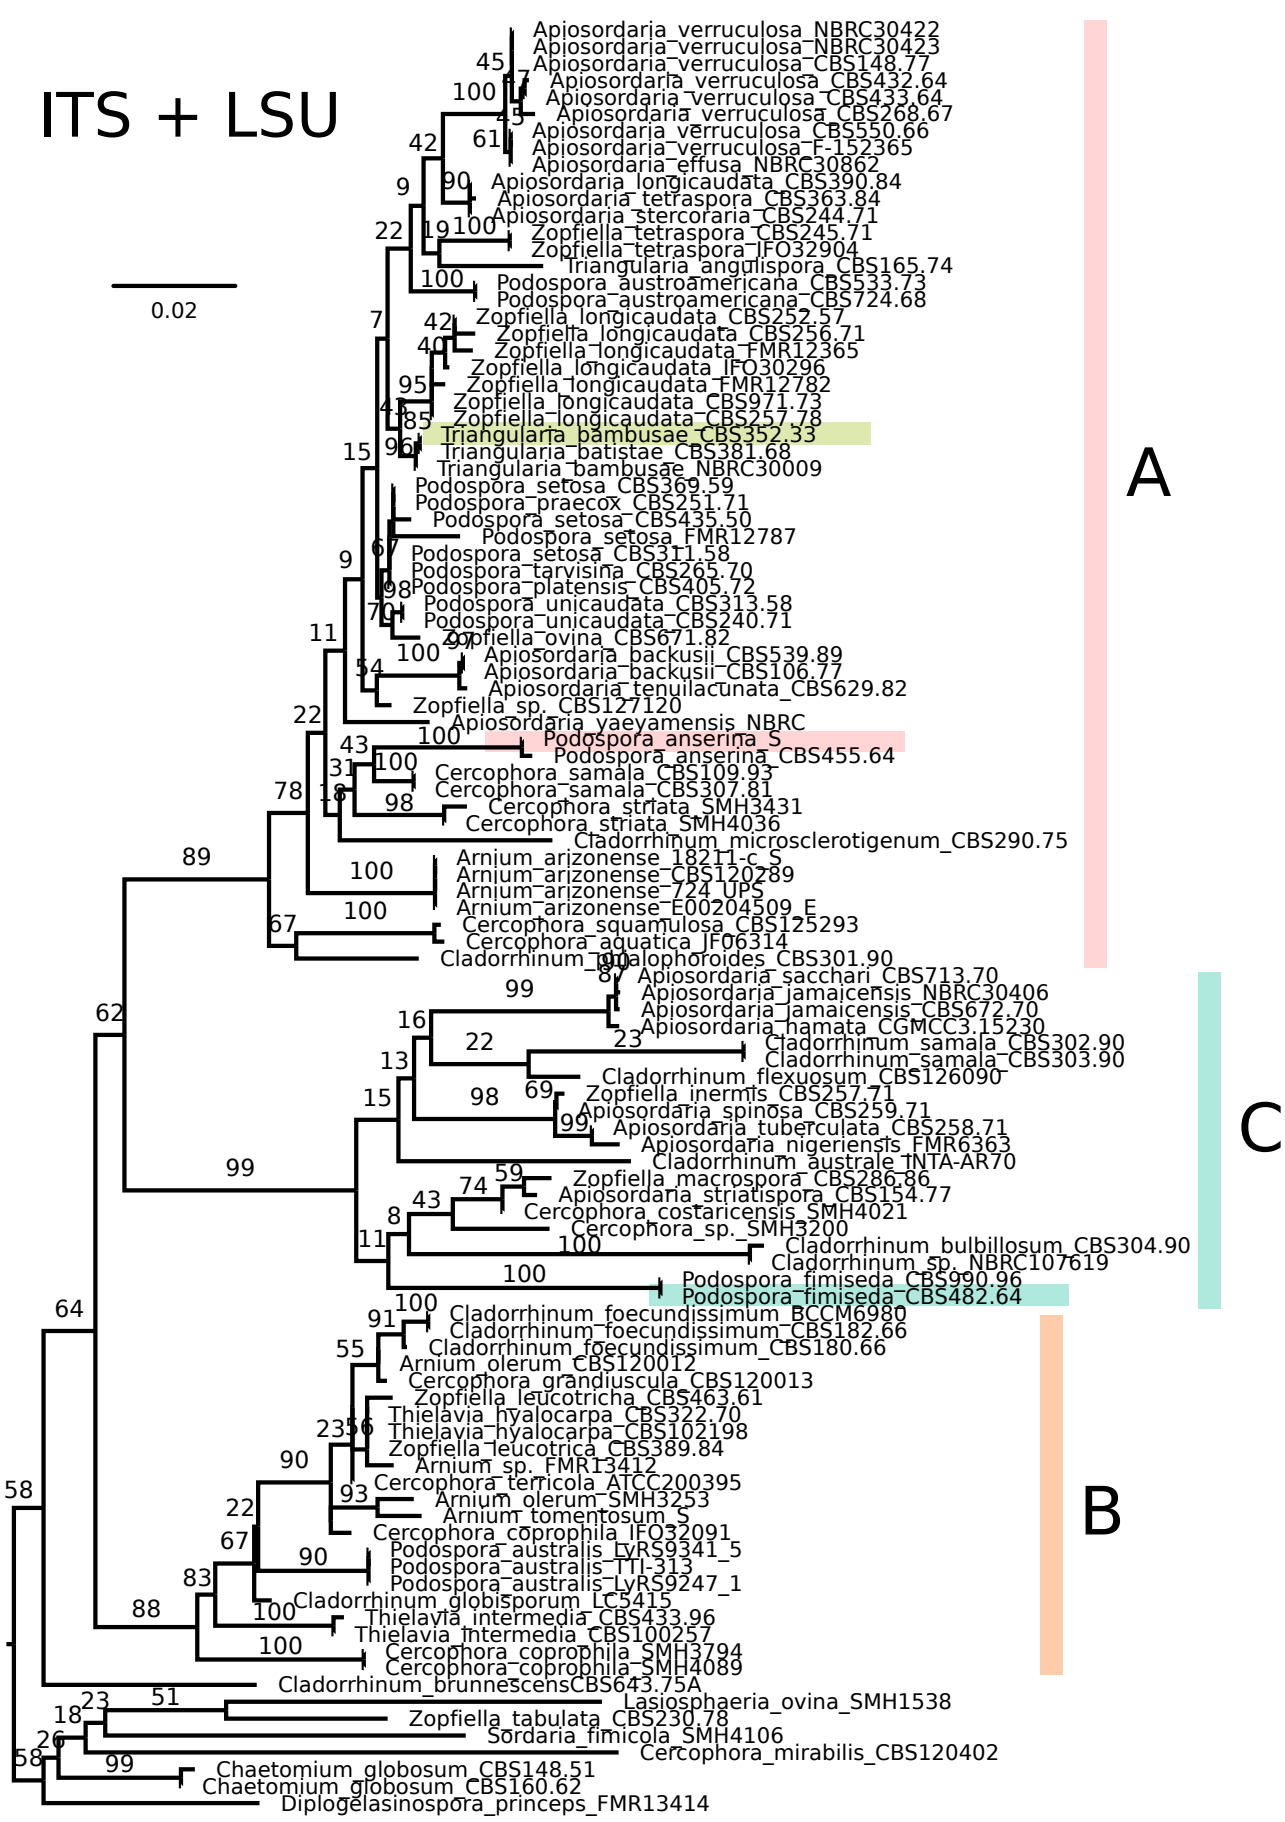 ITS + LSU
0.02
Apiosordaria_verruculosa_NBRC30422
Apiosordaria_verruculosa_NBRC30423
45 Apiosordaria_verruculosa_CBS148.77
47 Apiosordaria_verruculosa_CBS432.64
100 Apiosordaria_verruculosa_CBS433.64
45 Apiosordaria_verruculosa_CBS268.67
61 Apiosordaria_verruculosa_CBS550.66
42 Apiosordaria_verruculosa_F-152365
Apiosordaria_effusa_NBRC30862
9 90 Apiosordaria_longicaudata_CBS390.84
Apiosordaria_tetraspora_CBS363.84
Apiosordaria_stercoraria_CBS244.71
22 19 100 Zopfiella_tetraspora_CBS245.71
Zopfiella_tetraspora_IFO32904
Triangularia_angulispora_CBS165.74
100 Podospora_austroamericana_CBS533.73
Podospora_austroamericana_CBS724.68
7 42 Zopfiella_longicaudata_CBS252.57
Zopfiella_longicaudata_CBS256.71
40 Zopfiella_longicaudata_FMR12365
Zopfiella_longicaudata_IFO30296
95 Zopfiella_longicaudata_FMR12782
43 Zopfiella_longicaudata_CBS971.73
85 Zopfiella_longicaudata_CBS257.78
Triangularia_bambusae_CBS352.33
15 96 Triangularia_batistae_CBS381.68
Triangularia_bambusae_NBRC30009
Podospora_setosa_CBS369.59
Podospora_praecox_CBS251.71
Podospora_setosa_CBS435.50
Podospora_setosa_FMR12787
9 67 Podospora_setosa_CBS311.58
Podospora_tarvisina_CBS265.70
98 Podospora_platensis_CBS405.72
70 Podospora_unicaudata_CBS313.58
Podospora_unicaudata_CBS240.71
11 97 Zopfiella_ovina_CBS671.82
100 Apiosordaria_backusii_CBS539.89
54 Apiosordaria_backusii_CBS106.77
Apiosordaria_tenuilacunata_CBS629.82
Zopfiella_sp._CBS127120
22 Apiosordaria_yaeyamensis_NBRC
43 100 Podospora_anserina_S
Podospora_anserina_CBS455.64
31 100 Cercophora_samala_CBS109.93
78 18 Cercophora_samala_CBS307.81
98 Cercophora_striata_SMH3431
Cercophora_striata_SMH4036
Cladorrhinum_microsclerotigenum_CBS290.75
89 Arnium_arizonense_18211-c_S
100 Arnium_arizonense_CBS120289
Arnium_arizonense_724_UPS
100 Arnium_arizonense_E00204509_E
67 Cercophora_squamulosa_CBS125293
Cercophora_aquatica_JF06314
Cladorrhinum_phialophoroides_CBS301.90
A
90
87 Apiosordaria_sacchari_CBS713.70
99 Apiosordaria_jamaicensis_NBRC30406
62 Apiosordaria_jamaicensis_CBS672.70
16 Apiosordaria_hamata_CGMCC3.15230
22 23 Cladorrhinum_samala_CBS302.90
13 Cladorrhinum_samala_CBS303.90
Cladorrhinum_flexuosum_CBS126090
15 98 69 Zopfiella_inermis_CBS257.71
Apiosordaria_spinosa_CBS259.71
99 Apiosordaria_tuberculata_CBS258.71
Apiosordaria_nigeriensis_FMR6363
Cladorrhinum_australe_INTA-AR70
99 59 Zopfiella_macrospora_CBS286.86
74 Apiosordaria_striatispora_CBS154.77
43 Cercophora_costaricensis_SMH4021
8 Cercophora_sp._SMH3200
11 100 Cladorrhinum_bulbillosum_CBS304.90
Cladorrhinum_sp._NBRC107619
100 Podospora_fimiseda_CBS990.96
Podospora_fimiseda_CBS482.64
C
64 100 Cladorrhinum_foecundissimum_BCCM6980
91 Cladorrhinum_foecundissimum_CBS182.66
55 Cladorrhinum_foecundissimum_CBS180.66
Arnium_olerum_CBS120012
Cercophora_grandiuscula_CBS120013
Zopfiella_leucotricha_CBS463.61
Thielavia_hyalocarpa_CBS322.70
23 56 Thielavia_hyalocarpa_CBS102198
Zopfiella_leucotrica_CBS389.84
90 Arnium_sp._FMR13412
Cercophora_terricola_ATCC200395
58 93 Arnium_olerum_SMH3253
22 Arnium_tomentosum_S
67 Cercophora_coprophila_IFO32091
90 Podospora_australis_LyRS9341_5
Podospora_australis_TTI-313
83 Podospora_australis_LyRS9247_1
88 Cladorrhinum_globisporum_LC5415
100 Thielavia_intermedia_CBS433.96
Thielavia_intermedia_CBS100257
100 Cercophora_coprophila_SMH3794
Cercophora_coprophila_SMH4089
B
Cladorrhinum_brunnescensCBS643.75A
23 51 Lasiosphaeria_ovina_SMH1538
18 Zopfiella_tabulata_CBS230.78
26 Sordaria_fimicola_SMH4106
58 Cercophora_mirabilis_CBS120402
99 Chaetomium_globosum_CBS148.51
Chaetomium_globosum_CBS160.62
Diplogelasinospora_princeps_FMR13414